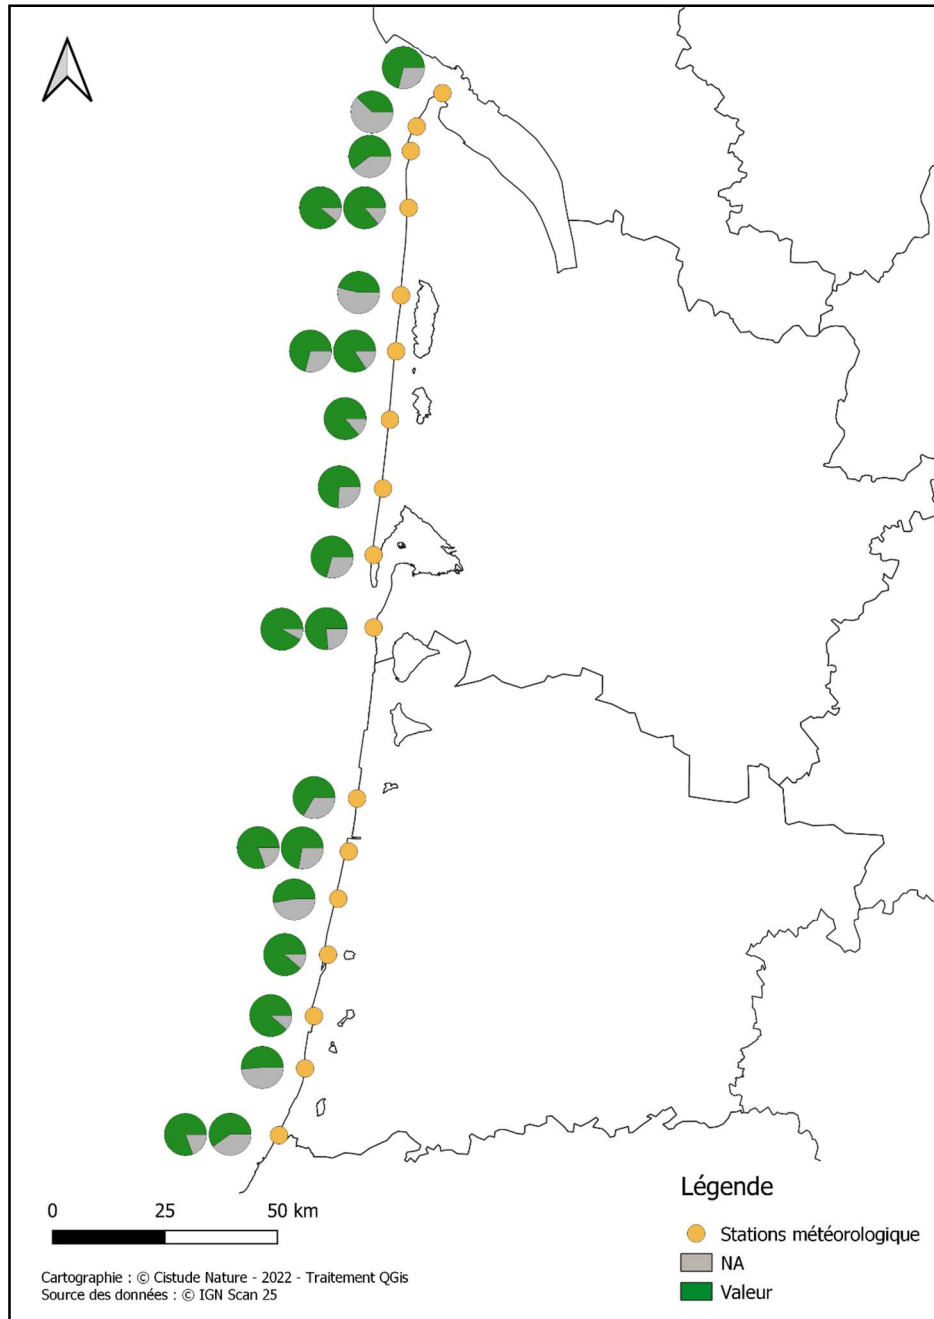 0 25 50 km
Cartographie : © Cistude Nature - 2022 - Traitement QGis
Source des données : © IGN Scan 25
Légende
Stations météorologique
NA
Valeur